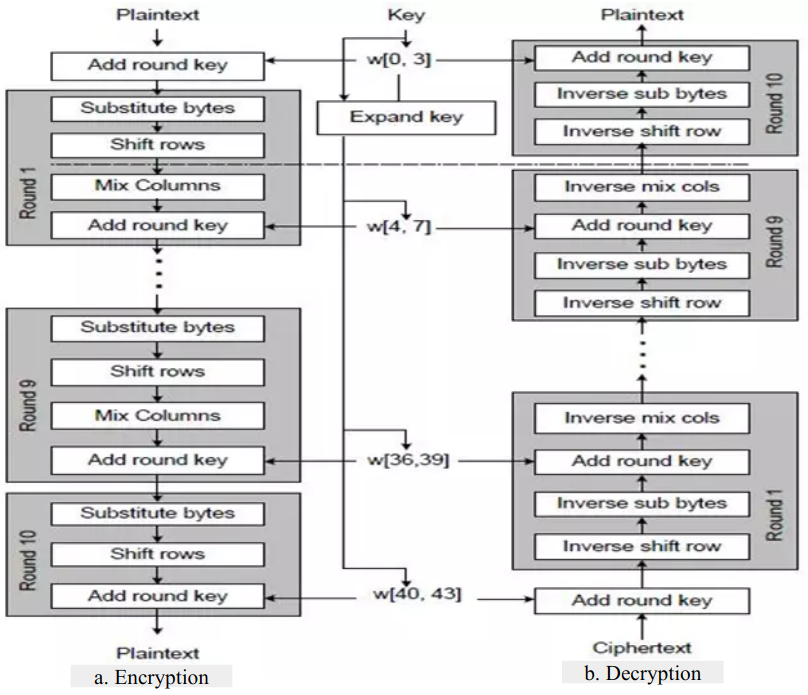 Plaintext
Key
Plaintext
Add round key
w[0, 3]
Add round key
Substitute bytes
Expand key
Inverse sub bytes
Shift rows
Inverse shift row
Round 10
Mix Columns
Inverse mix cols
Add round key
w[4, 7]
Add round key
Round 1
Inverse sub bytes
Inverse shift row
Round 9
Substitute bytes
Shift rows
Mix Columns
Inverse mix cols
Add round key
w[36,39]
Add round key
Round 9
Substitute bytes
Inverse sub bytes
Shift rows
Inverse shift row
Round 1
Add round key
w[40, 43]
Add round key
Round 10
Plaintext
Ciphertext
a. Encryption
b. Decryption